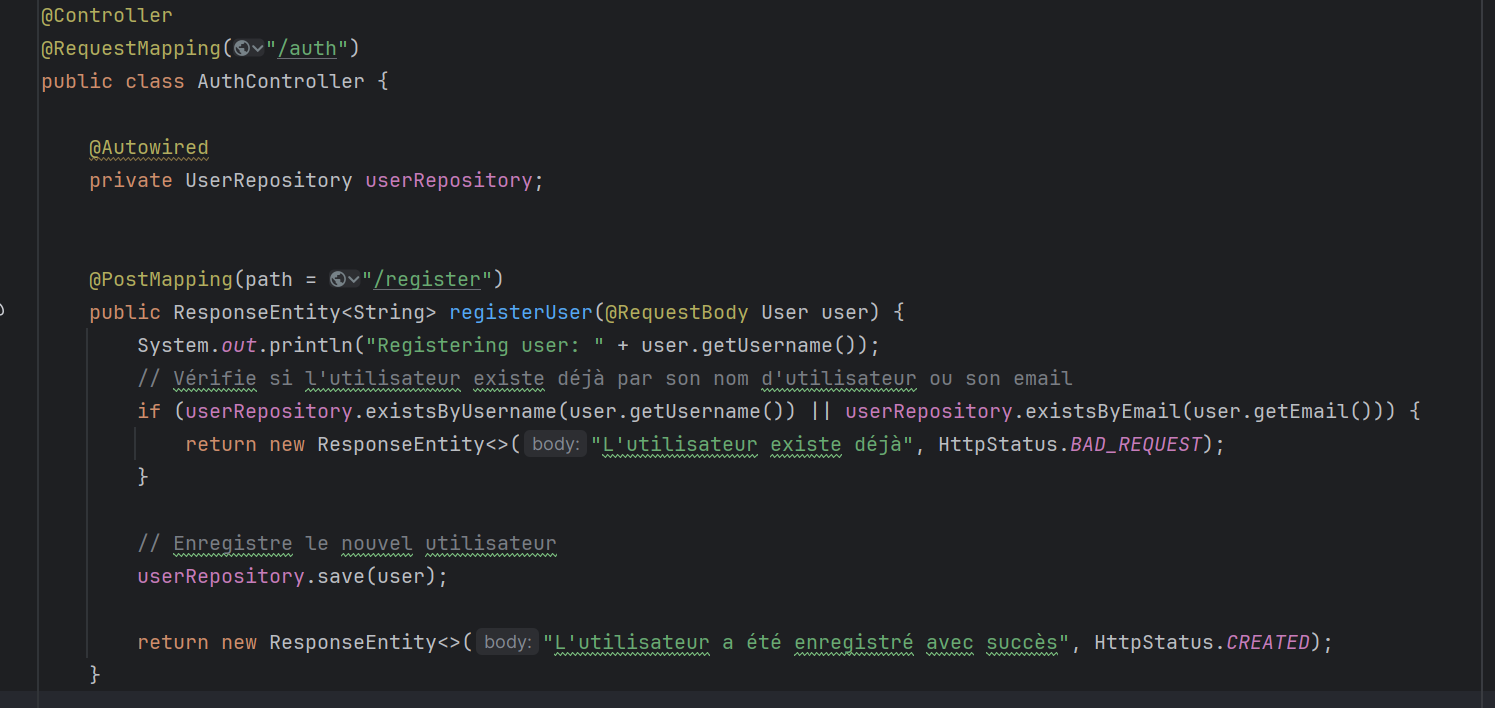 @Controller
@RequestMapping("/auth")
public class AuthController {
@Autowired
private UserRepository userRepository;
@PostMapping(path = "/register")
public ResponseEntity<String> registerUser(@RequestBody User user) {
System.out.println("Registering user: " + user.getUsername());
// Vérifie si l'utilisateur existe déjà par son nom d'utilisateur ou son email
if (userRepository.existsByUsername(user.getUsername()) || userRepository.existsByEmail(user.getEmail())) {
return new ResponseEntity<>( body: "L'utilisateur existe déjà", HttpStatus.BAD_REQUEST);
}
// Enregistre le nouvel utilisateur
userRepository.save(user);
return new ResponseEntity<>( body: "L'utilisateur a été enregistré avec succès", HttpStatus.CREATED);
}